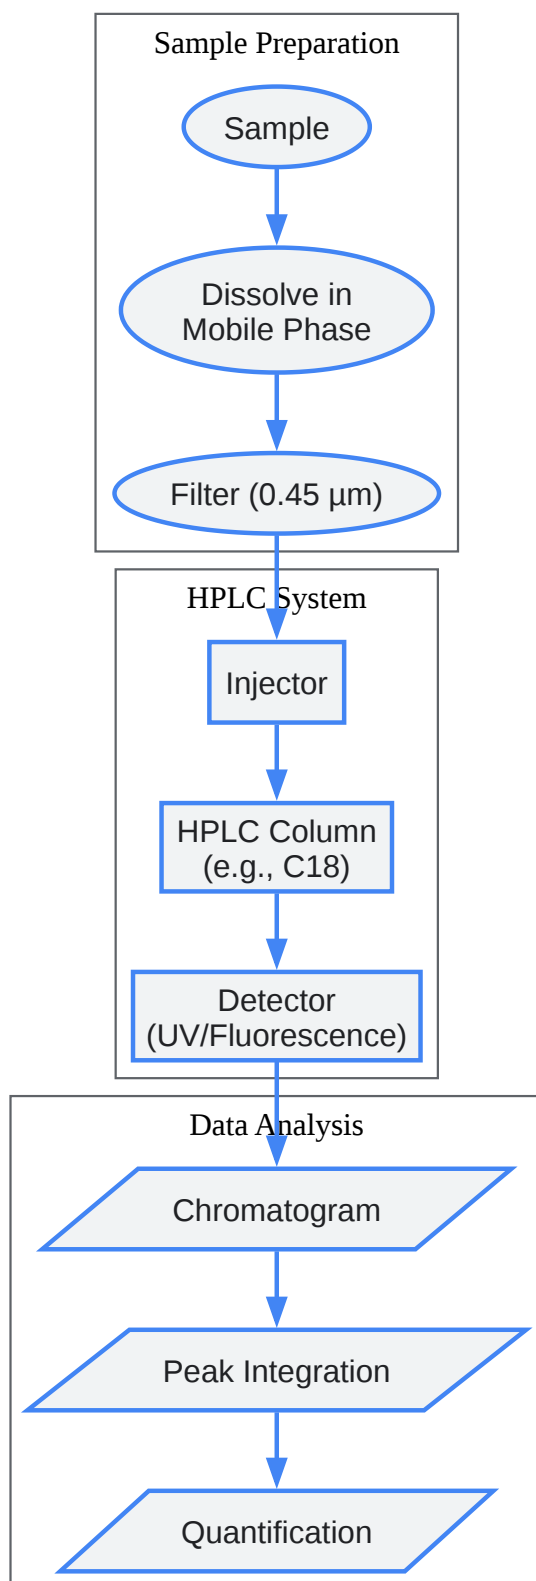 Sample Preparation
Sample
Dissolve in
Mobile Phase
Filter (0.45 µm)
HPLC System
Injector
HPLC Column
(e.g., C18)
Detector
(UV/Fluorescence)
Data Analysis
Chromatogram
Peak Integration
Quantification